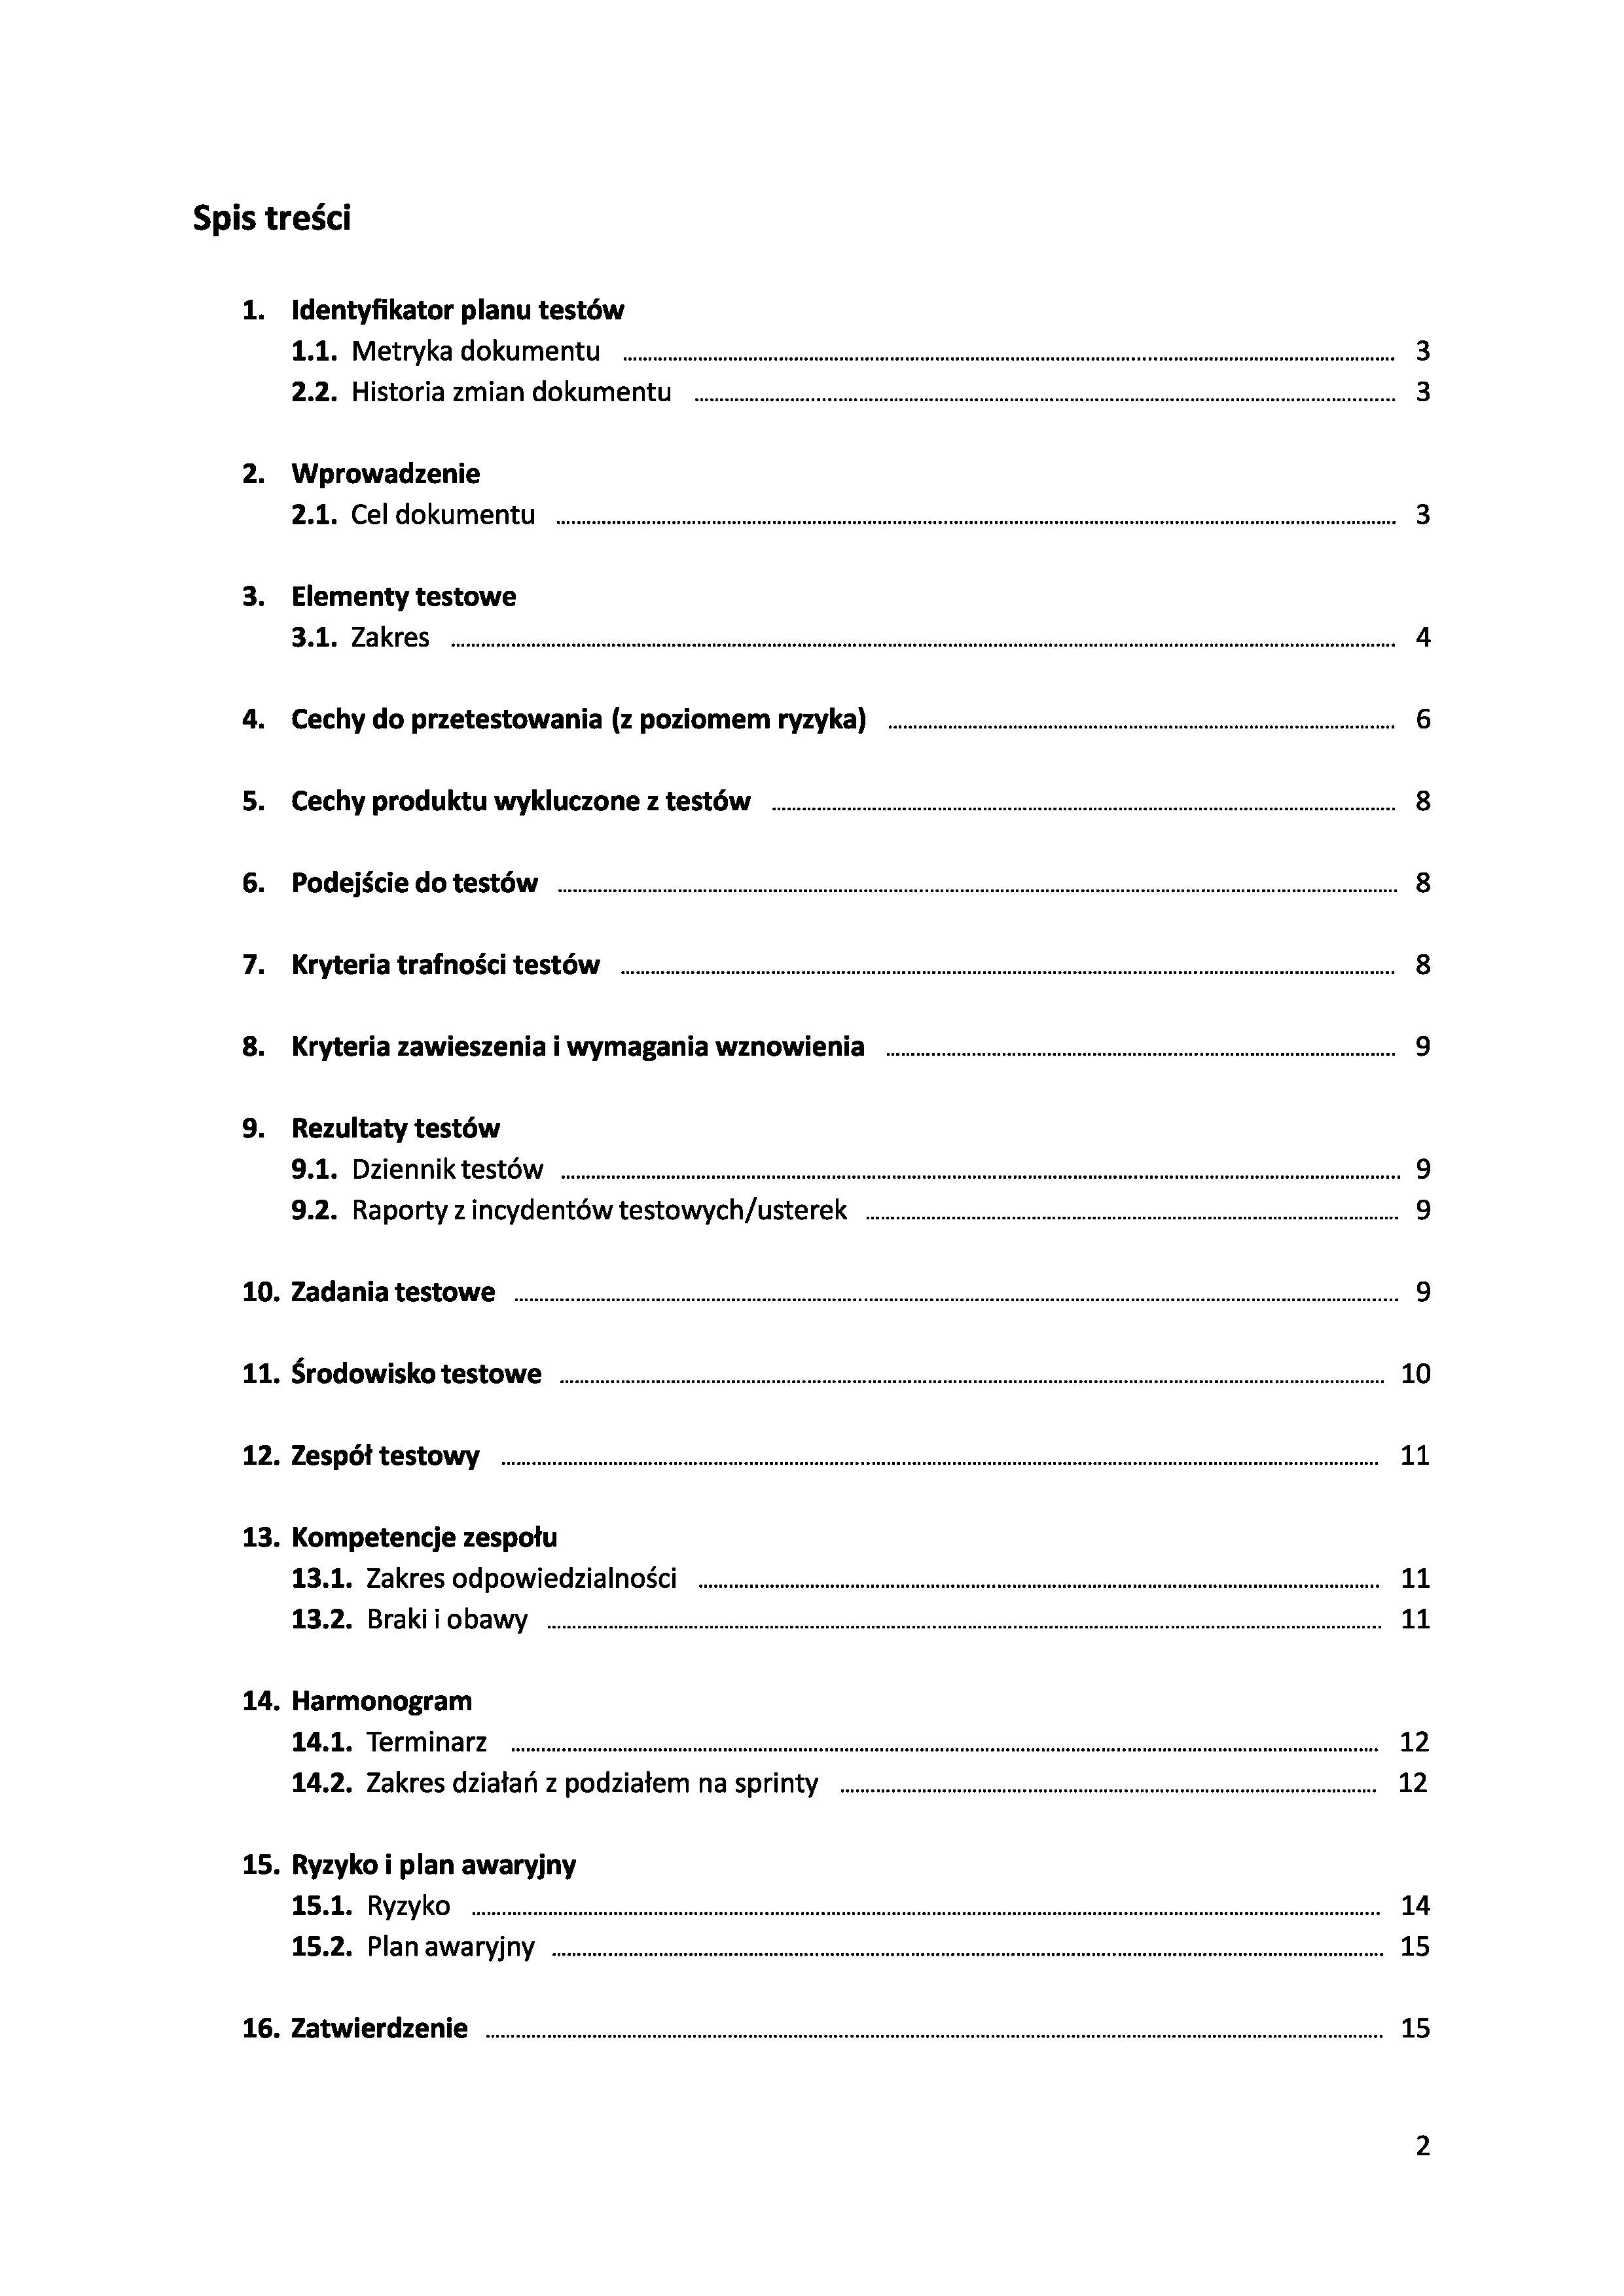 Spis treści
1. Identyfikator planu testów
1.1. Metryka dokumentu 3
2.2. Historia zmian dokumentu 3
2. Wprowadzenie
2.1. Cel dokumentu 3
3. Elementy testowe
3.1. Zakres 4
4. Cechy do przetestowania (z poziomem ryzyka) 6
5. Cechy produktu wykluczone z testów 8
6. Podejście do testów 8
7. Kryteria trafności testów 8
8. Kryteria zawieszenia i wymagania wznowienia 9
9. Rezultaty testów
9.1. Dziennik testów 9
9.2. Raporty z incydentów testowych/usterek 9
10. Zadania testowe 9
11. Środowisko testowe 10
12. Zespół testowy 11
13. Kompetencje zespołu
13.1. Zakres odpowiedzialności 11
13.2. Braki i obawy 11
14. Harmonogram
14.1. Terminarz 12
14.2. Zakres działań z podziałem na sprinty 12
15. Ryzyko i plan awaryjny
15.1. Ryzyko 14
15.2. Plan awaryjny 15
16. Zatwierdzenie 15
2